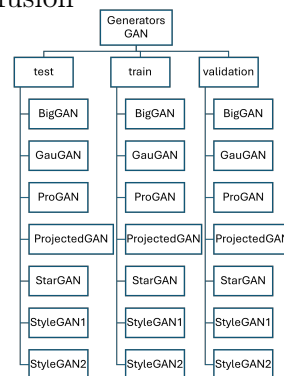 Generators
GAN
test train validation
BigGAN BigGAN BigGAN
GauGAN GauGAN GauGAN
ProGAN ProGAN ProGAN
ProjectedGAN ProjectedGAN ProjectedGAN
StarGAN StarGAN StarGAN
StyleGAN1 StyleGAN1 StyleGAN1
StyleGAN2 StyleGAN2 StyleGAN2